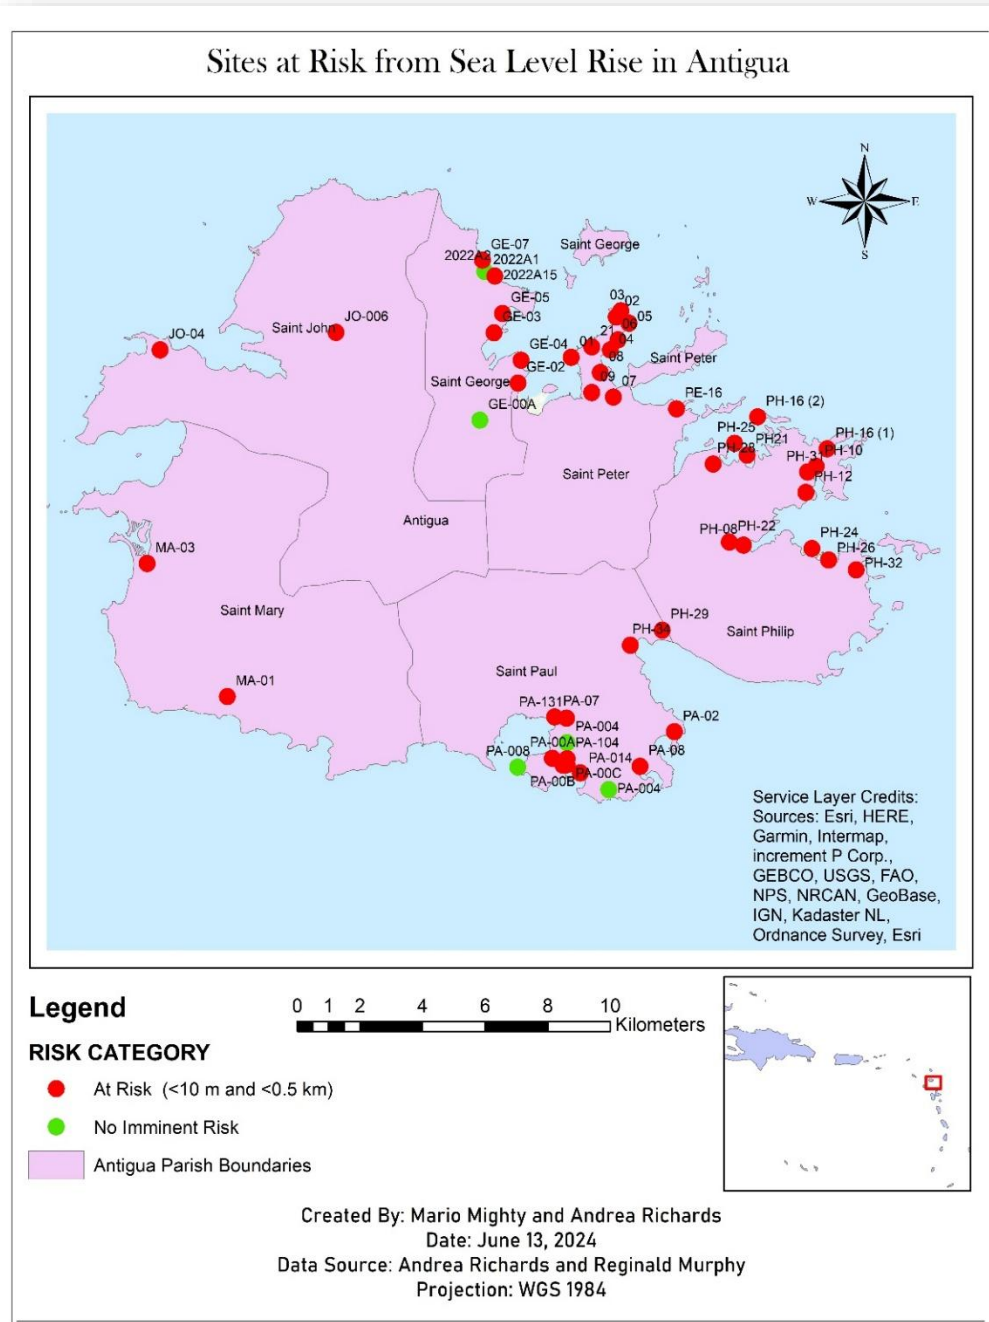 Sites at Risk from Sea Level Rise in Antigua
N
W
E
S
Saint George
GE-07
2022A2
2022A1
2022A15
GE-05
GE-03
03
02
05
06
21
04
01
08
09
07
GE-04
GE-02
Saint George
GE-00A
JO-006
Saint John
JO-04
Saint Peter
PE-16
PH-16 (2)
PH-25
PH21
PH-28
PH-16 (1)
PH-10
PH-31
PH-12
Saint Peter
Antigua
PH-08
PH-22
PH-24
PH-26
PH-32
MA-03
Saint Mary
PH-29
PH-34
Saint Philip
Saint Paul
MA-01
PA-131
PA-07
PA-02
PA-004
PA-00A
PA-104
PA-008
PA-014
PA-08
PA-00B
PA-00C
PA-004
Service Layer Credits:
Sources: Esri, HERE,
Garmin, Intermap,
increment P Corp.,
GEBCO, USGS, FAO,
NPS, NRCAN, GeoBase,
IGN, Kadaster NL,
Ordnance Survey, Esri
Legend
0 1 2 4 6 8 10
Kilometers
RISK CATEGORY
At Risk (<10 m and <0.5 km)
No Imminent Risk
Antigua Parish Boundaries
Created By: Mario Mighty and Andrea Richards
Date: June 13, 2024
Data Source: Andrea Richards and Reginald Murphy
Projection: WGS 1984